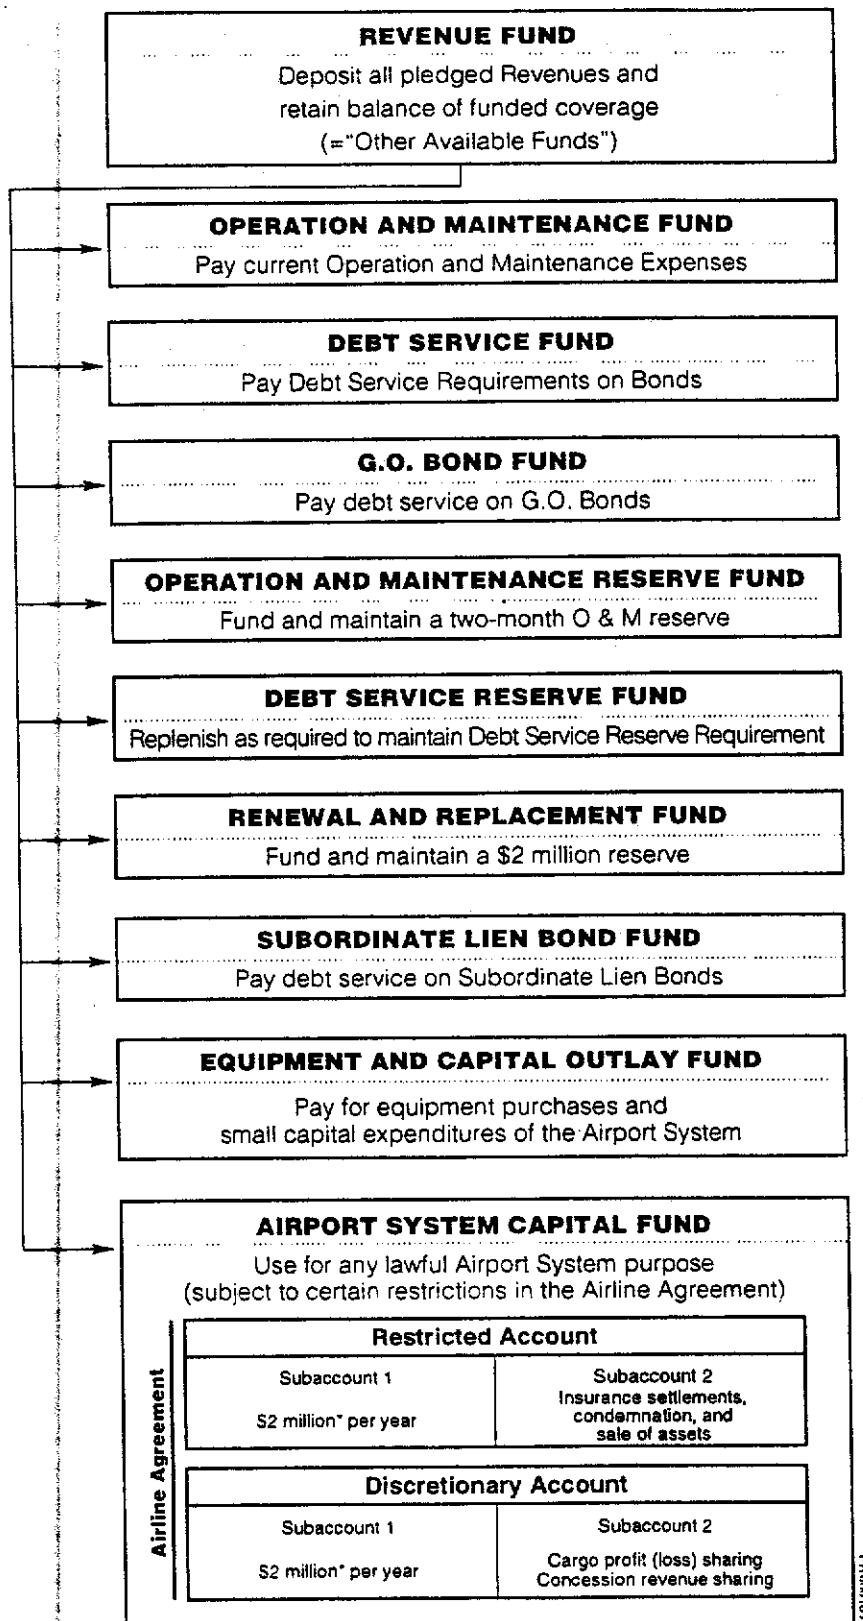 REVENUE FUND
Deposit all pledged Revenues and
retain balance of funded coverage
(="Other Available Funds")
OPERATION AND MAINTENANCE FUND
Pay current Operation and Maintenance Expenses
DEBT SERVICE FUND
Pay Debt Service Requirements on Bonds
G.O. BOND FUND
Pay debt service on G.O. Bonds
OPERATION AND MAINTENANCE RESERVE FUND
Fund and maintain a two-month O & M reserve
DEBT SERVICE RESERVE FUND
Replenish as required to maintain Debt Service Reserve Requirement
RENEWAL AND REPLACEMENT FUND
Fund and maintain a $2 million reserve
SUBORDINATE LIEN BOND FUND
Pay debt service on Subordinate Lien Bonds
EQUIPMENT AND CAPITAL OUTLAY FUND
Pay for equipment purchases and
small capital expenditures of the Airport System
AIRPORT SYSTEM CAPITAL FUND
Use for any lawful Airport System purpose
(subject to certain restrictions in the Airline Agreement)
Airline Agreement
Restricted Account
Subaccount 1
$2 million* per year
Subaccount 2
Insurance settlements,
condemnation, and
sale of assets
Discretionary Account
Subaccount 1
$2 million* per year
Subaccount 2
Cargo profit (loss) sharing
Concession revenue sharing